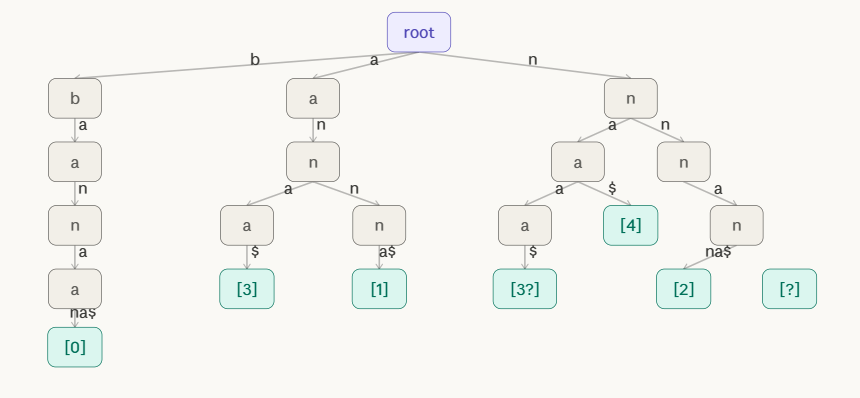 root
b a n
b a n
a n a n
a n a n
n a n a $ a
n a n a [4] n
a $ a$ $ na$
a [3] [1] [3?] [2] [?]
na$
[0]